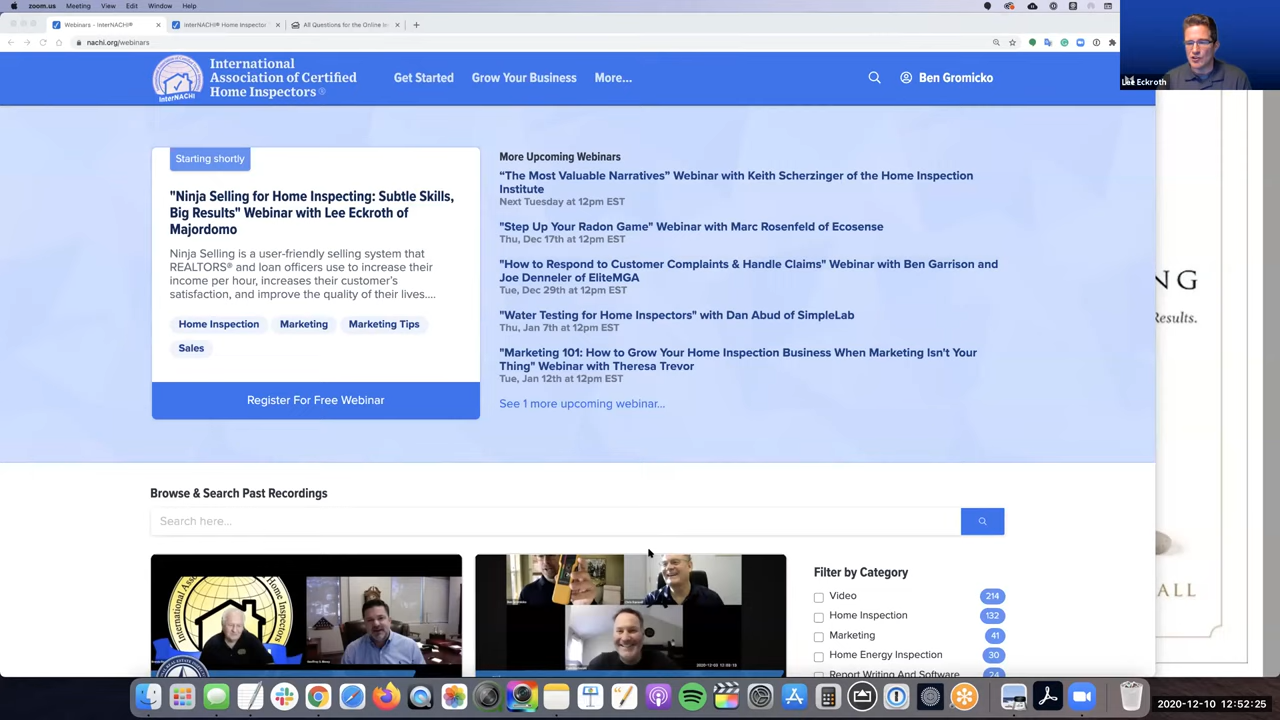 zoom.us Meeting View Edit Window Help
Webinars - InterNACHI®
InterNACHI® Home Inspector
All Questions for the Online In
nachi.org/webinars
International
Association of Certified
Home Inspectors®
InterNACHI
Get Started
Grow Your Business
More...
Ben Gromicko
Lee Eckroth
Starting shortly
"Ninja Selling for Home Inspecting: Subtle Skills,
Big Results" Webinar with Lee Eckroth of
Majordomo
Ninja Selling is a user-friendly selling system that
REALTORS® and loan officers use to increase their
income per hour, increases their customer's
satisfaction, and improve the quality of their lives....
Home Inspection
Marketing
Marketing Tips
Sales
Register For Free Webinar
More Upcoming Webinars
“The Most Valuable Narratives” Webinar with Keith Scherzinger of the Home Inspection
Institute
Next Tuesday at 12pm EST
"Step Up Your Radon Game" Webinar with Marc Rosenfeld of Ecosense
Thu, Dec 17th at 12pm EST
"How to Respond to Customer Complaints & Handle Claims" Webinar with Ben Garrison and
Joe Denneler of EliteMGA
Tue, Dec 29th at 12pm EST
"Water Testing for Home Inspectors" with Dan Abud of SimpleLab
Thu, Jan 7th at 12pm EST
"Marketing 101: How to Grow Your Home Inspection Business When Marketing Isn't Your
Thing" Webinar with Theresa Trevor
Tue, Jan 12th at 12pm EST
See 1 more upcoming webinar...
NG
Results.
ALL
Browse & Search Past Recordings
Search here...
Filter by Category
Video 214
Home Inspection 132
Marketing 41
Home Energy Inspection 30
Report Writing And Software 24
2020-12-10 12:52:25